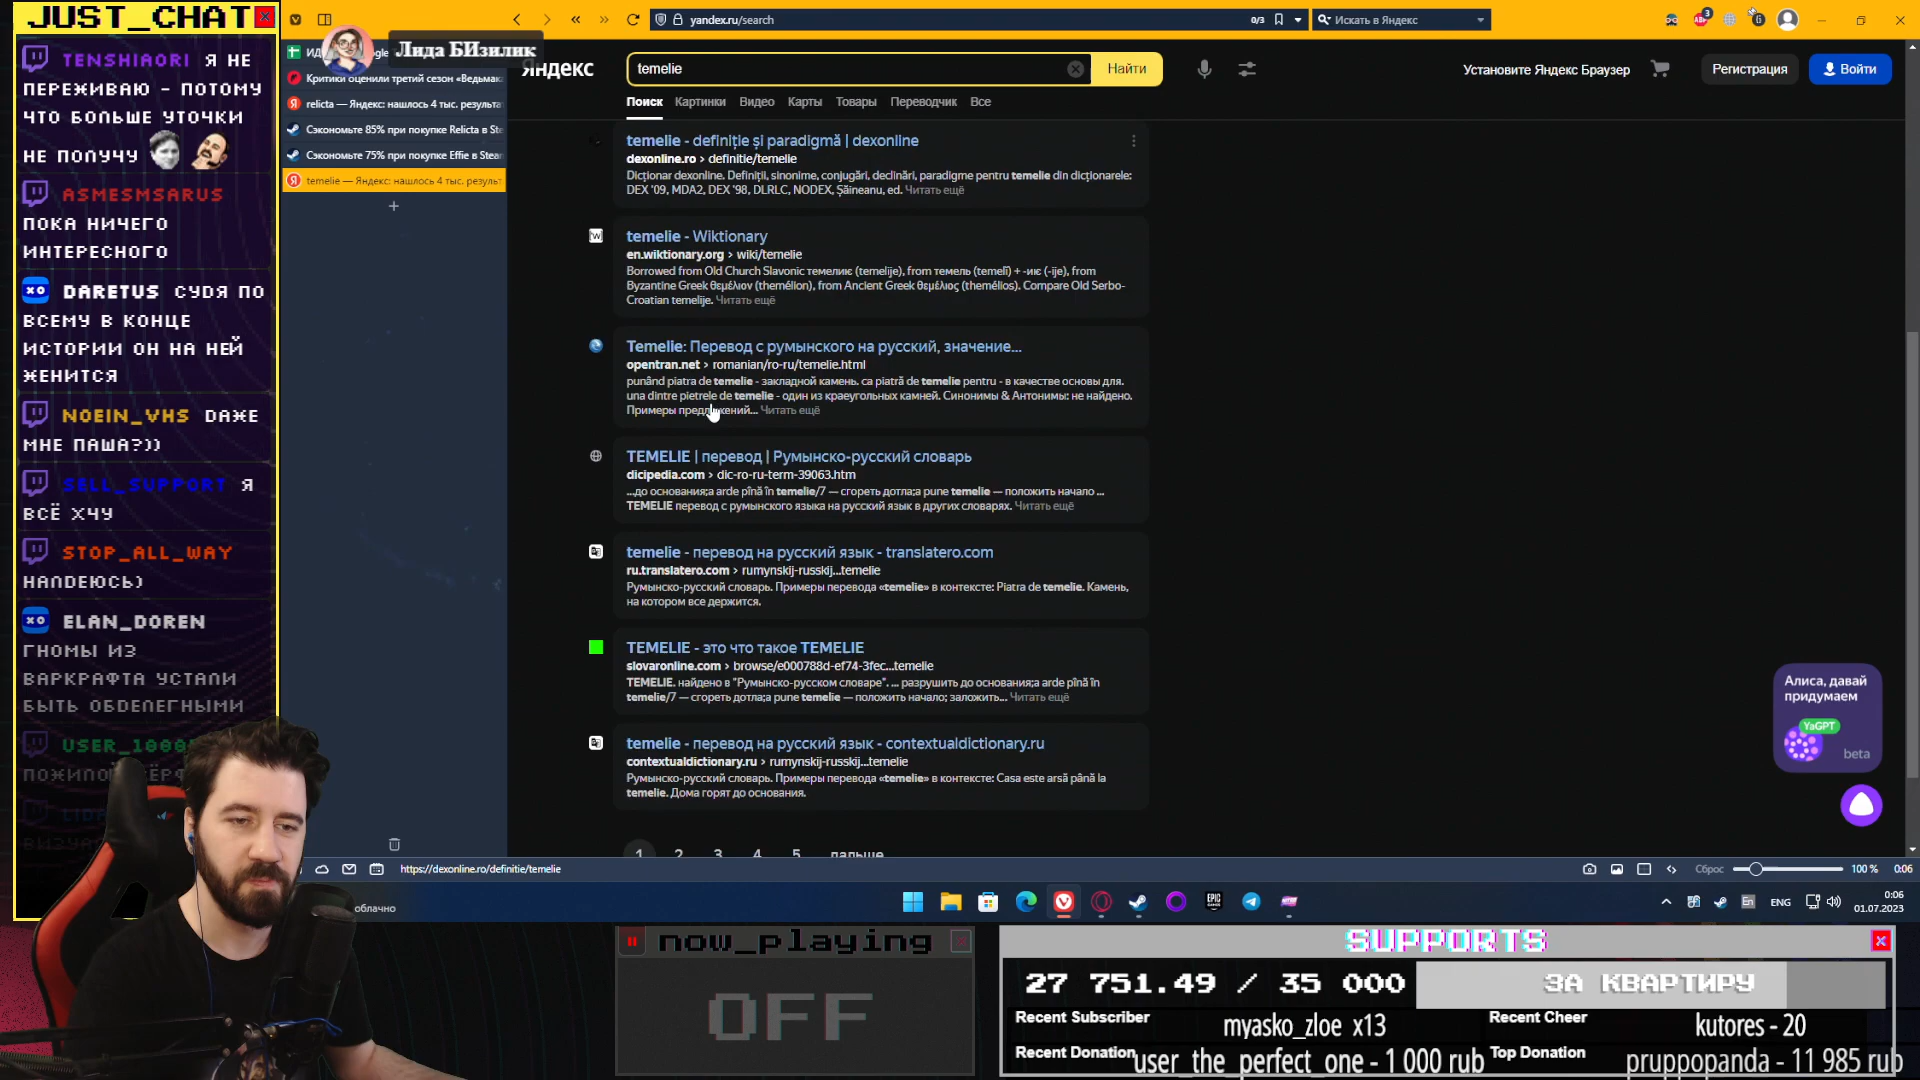 JUST_CHAT
TENSHIAORI Я НЕ
ПЕРЕЖИВАЮ - ПОТОМУ
ЧТО БОЛЬШЕ УТОЧКИ
НЕ ПОЛУЧУ
ASMESMSARUS
ПОКА НИЧЕГО
ИНТЕРЕСНОГО
DARETUS СУДЯ ПО
ВСЕМУ В КОНЦЕ
ИСТОРИИ ОН НА НЕЙ
ЖЕНИТСЯ
NOEIN_VHS ДАЖЕ
МНЕ ПАША?))
SELL_SUPPORT Я
ВСЁ ХЧУ
STOP_ALL_WAY
НАПДЕЮСЬ)
ELAN_DOREN
ГНОМЫ ИЗ
ВАРКРАФТА УСТАЛИ
БЫТЬ ОБДЕЛЕГНЫМИ
Лида БИзилик
Критики оценили третий сезон «Ведьмак
relicta — Яндекс: нашлось 4 тыс. результа
Сэкономьте 85% при покупке Relicta в Ste
Сэкономьте 75% при покупке Effie в Stea
temelie — Яндекс: нашлось 4 тыс. резуль
yandex.ru/search
0/3
Искать в Яндекс
3
Яндекс
temelie
Найти
Установите Яндекс Браузер
Регистрация
Войти
Поиск Картинки Видео Карты Товары Переводчик Все
temelie - definiție și paradigmă | dexonline
dexonline.ro › definitie/temelie
Dicționar dexonline. Definiții, sinonime, conjugări, declinări, paradigme pentru temelie din dicționarele:
DEX '09, MDA2, DEX '98, DLRLC, NODEX, Șăineanu, ed. Читать ещё
temelie - Wiktionary
en.wiktionary.org › wiki/temelie
Borrowed from Old Church Slavonic темелиѥ (temelije), from темель (temelĭ) + -иѥ (-ije), from
Byzantine Greek θεμέλιον (themélion), from Ancient Greek θεμέλιος (themélios). Compare Old Serbo-
Croatian temelije. Читать ещё
Temelie: Перевод с румынского на русский, значение...
opentran.net › romanian/ro-ru/temelie.html
punând piatra de temelie - закладной камень. ca piatră de temelie pentru - в качестве основы для.
una dintre pietrele de temelie - один из краеугольных камней. Синонимы & Антонимы: не найдено.
Примеры предложений... Читать ещё
TEMELIE | перевод | Румынско-русский словарь
dicipedia.com › dic-ro-ru-term-39063.htm
...до основания;a arde pînă în temelie/7 — сгореть дотла;a pune temelie — положить начало ...
TEMELIE перевод с румынского языка на русский язык в других словарях. Читать ещё
temelie - перевод на русский язык - translatero.com
ru.translatero.com › rumynskij-russkij...temelie
Румынско-русский словарь. Примеры перевода «temelie» в контексте: Piatra de temelie. Камень,
на котором все держится.
TEMELIE - это что такое TEMELIE
slovaronline.com › browse/e000788d-ef74-3fec...temelie
TEMELIE. найдено в "Румынско-русском словаре". ... разрушить до основания;a arde pînă în
temelie/7 — сгореть дотла;a pune temelie — положить начало; заложить... Читать ещё
temelie - перевод на русский язык - contextualdictionary.ru
contextualdictionary.ru › rumynskij-russkij...temelie
Румынско-русский словарь. Примеры перевода «temelie» в контексте: Casa este arsă până la
temelie. Дома горят до основания.
1 2 3 4 5 дальше
Алиса, давай
придумаем
YaGPT
beta
https://dexonline.ro/definitie/temelie
Сброс
100 %
0:06
облачно
ENG
0:06
01.07.2023
now_playing
OFF
SUPPORTS
27 751.49 / 35 000
ЗА КВАРТИРУ
Recent Subscriber
myasko_zloe x13
Recent Cheer
kutores - 20
Recent Donation
user_the_perfect_one - 1 000 rub
Top Donation
pruppopanda - 11 985 rub